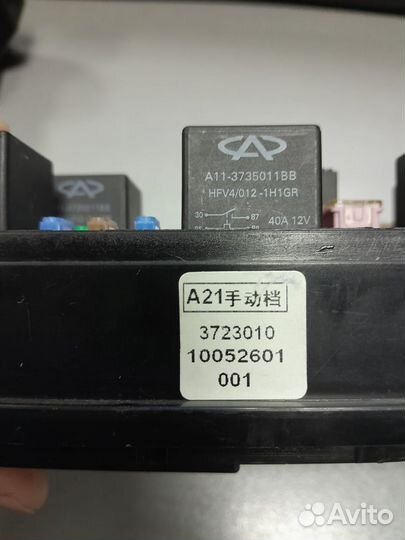 A11-3735011BB
HFV4/012 -1H1GR
30 87
40A 12V
A21手动档
3723010
10052601
001
Avito